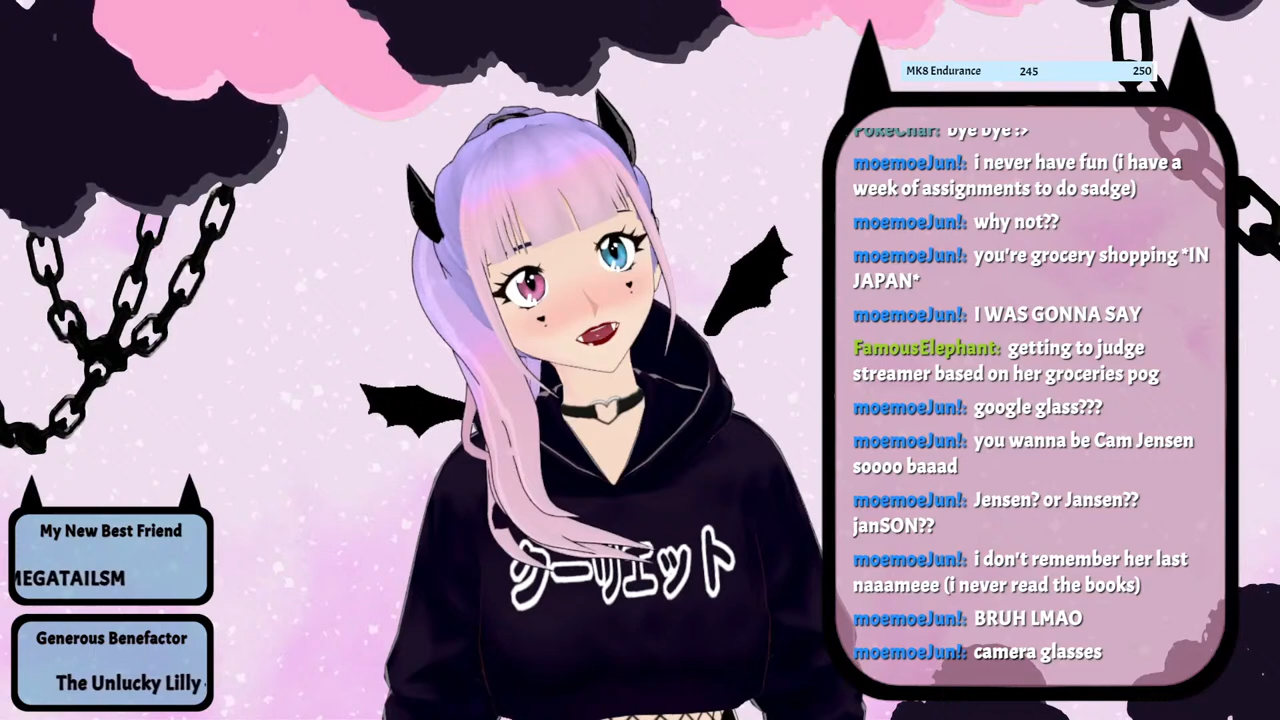 MK8 Endurance 245 250
PokeChar: bye bye :>
moemoeJun!: i never have fun (i have a
week of assignments to do sadge)
moemoeJun!: why not??
moemoeJun!: you're grocery shopping *IN
JAPAN*
moemoeJun!: I WAS GONNA SAY
FamousElephant: getting to judge
streamer based on her groceries pog
moemoeJun!: google glass???
moemoeJun!: you wanna be Cam Jensen
soooo baaad
moemoeJun!: Jensen? or Jansen??
janSON??
moemoeJun!: i don't remember her last
naaameee (i never read the books)
moemoeJun!: BRUH LMAO
moemoeJun!: camera glasses
My New Best Friend
MEGATAILSM
Generous Benefactor
The Unlucky Lilly